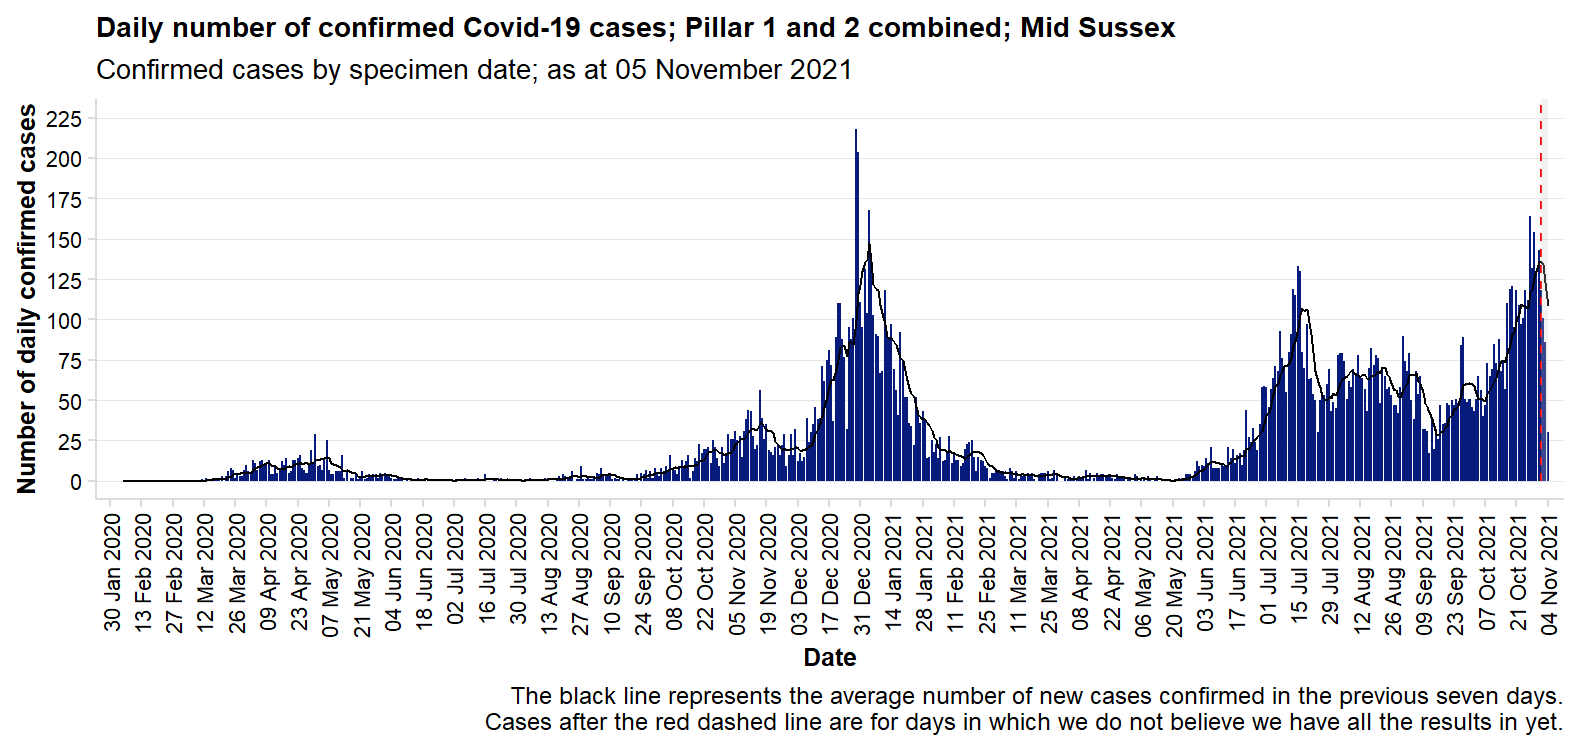 Daily number of confirmed Covid-19 cases; Pillar 1 and 2 combined; Mid Sussex
Confirmed cases by specimen date; as at 05 November 2021
Number of daily confirmed cases
225
200
175
150
125
100
75
50
25
0
30 Jan 2020
13 Feb 2020
27 Feb 2020
12 Mar 2020
26 Mar 2020
09 Apr 2020
23 Apr 2020
07 May 2020
21 May 2020
04 Jun 2020
18 Jun 2020
02 Jul 2020
16 Jul 2020
30 Jul 2020
13 Aug 2020
27 Aug 2020
10 Sep 2020
24 Sep 2020
08 Oct 2020
22 Oct 2020
05 Nov 2020
19 Nov 2020
03 Dec 2020
17 Dec 2020
31 Dec 2020
14 Jan 2021
28 Jan 2021
11 Feb 2021
25 Feb 2021
11 Mar 2021
25 Mar 2021
08 Apr 2021
22 Apr 2021
06 May 2021
20 May 2021
03 Jun 2021
17 Jun 2021
01 Jul 2021
15 Jul 2021
29 Jul 2021
12 Aug 2021
26 Aug 2021
09 Sep 2021
23 Sep 2021
07 Oct 2021
21 Oct 2021
04 Nov 2021
Date
The black line represents the average number of new cases confirmed in the previous seven days.
Cases after the red dashed line are for days in which we do not believe we have all the results in yet.